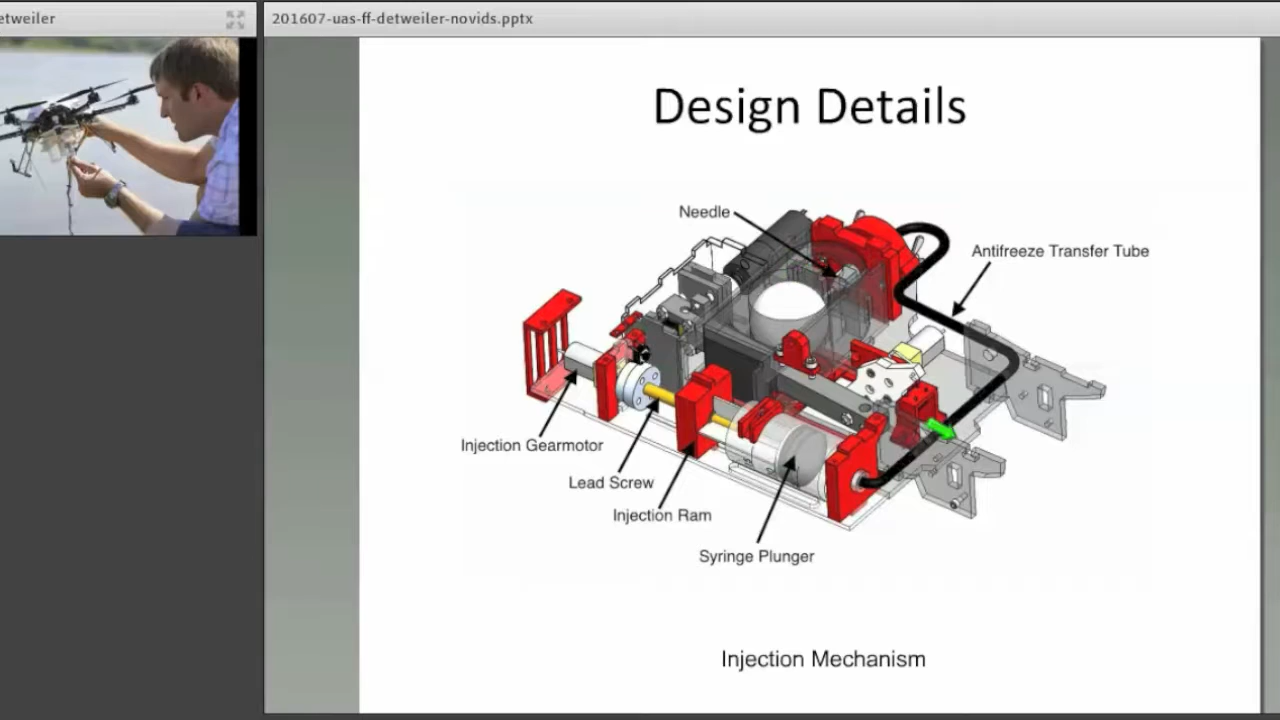 etweiler
201607-uas-ff-detweiler-novids.pptx
Design Details
Needle
Antifreeze Transfer Tube
Injection Gearmotor
Lead Screw
Injection Ram
Syringe Plunger
Injection Mechanism